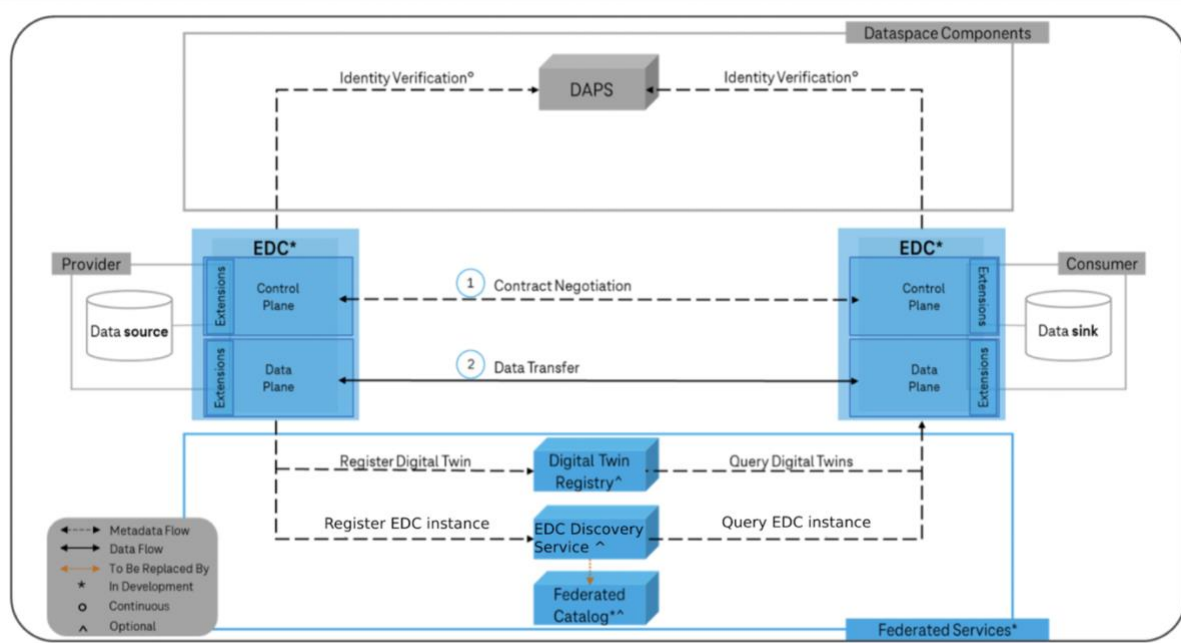 Dataspace Components
Identity Verification°
DAPS
Identity Verification°
EDC*
EDC*
Provider
Consumer
Extensions
Control
Plane
1
Contract Negotiation
Control
Plane
Extensions
Data source
Data sink
Extensions
Data
Plane
2
Data Transfer
Data
Plane
Extensions
Register Digital Twin
Digital Twin
Registry^
Query Digital Twins
Register EDC instance
EDC Discovery
Service ^
Query EDC instance
Federated
Catalog*^
Metadata Flow
Data Flow
To Be Replaced By
* In Development
o Continuous
^ Optional
Federated Services*